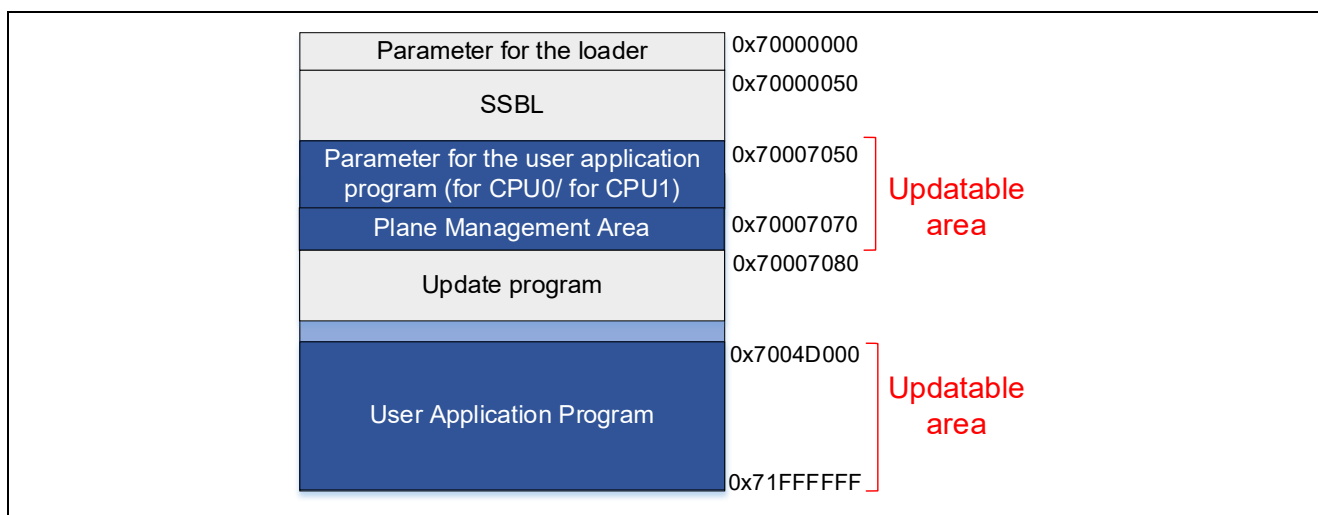 Parameter for the loader
0x70000000
0x70000050
SSBL
Parameter for the user application
program (for CPU0/ for CPU1)
0x70007050
Updatable
area
Plane Management Area
0x70007070
0x70007080
Update program
0x7004D000
User Application Program
Updatable
area
0x71FFFFFF